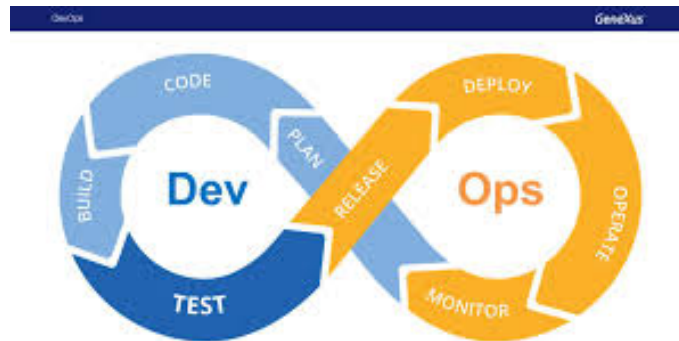 DevOps
GeneXus
CODE
DEPLOY
PLAN
BUILD
Dev
RELEASE
Ops
OPERATE
TEST
MONITOR